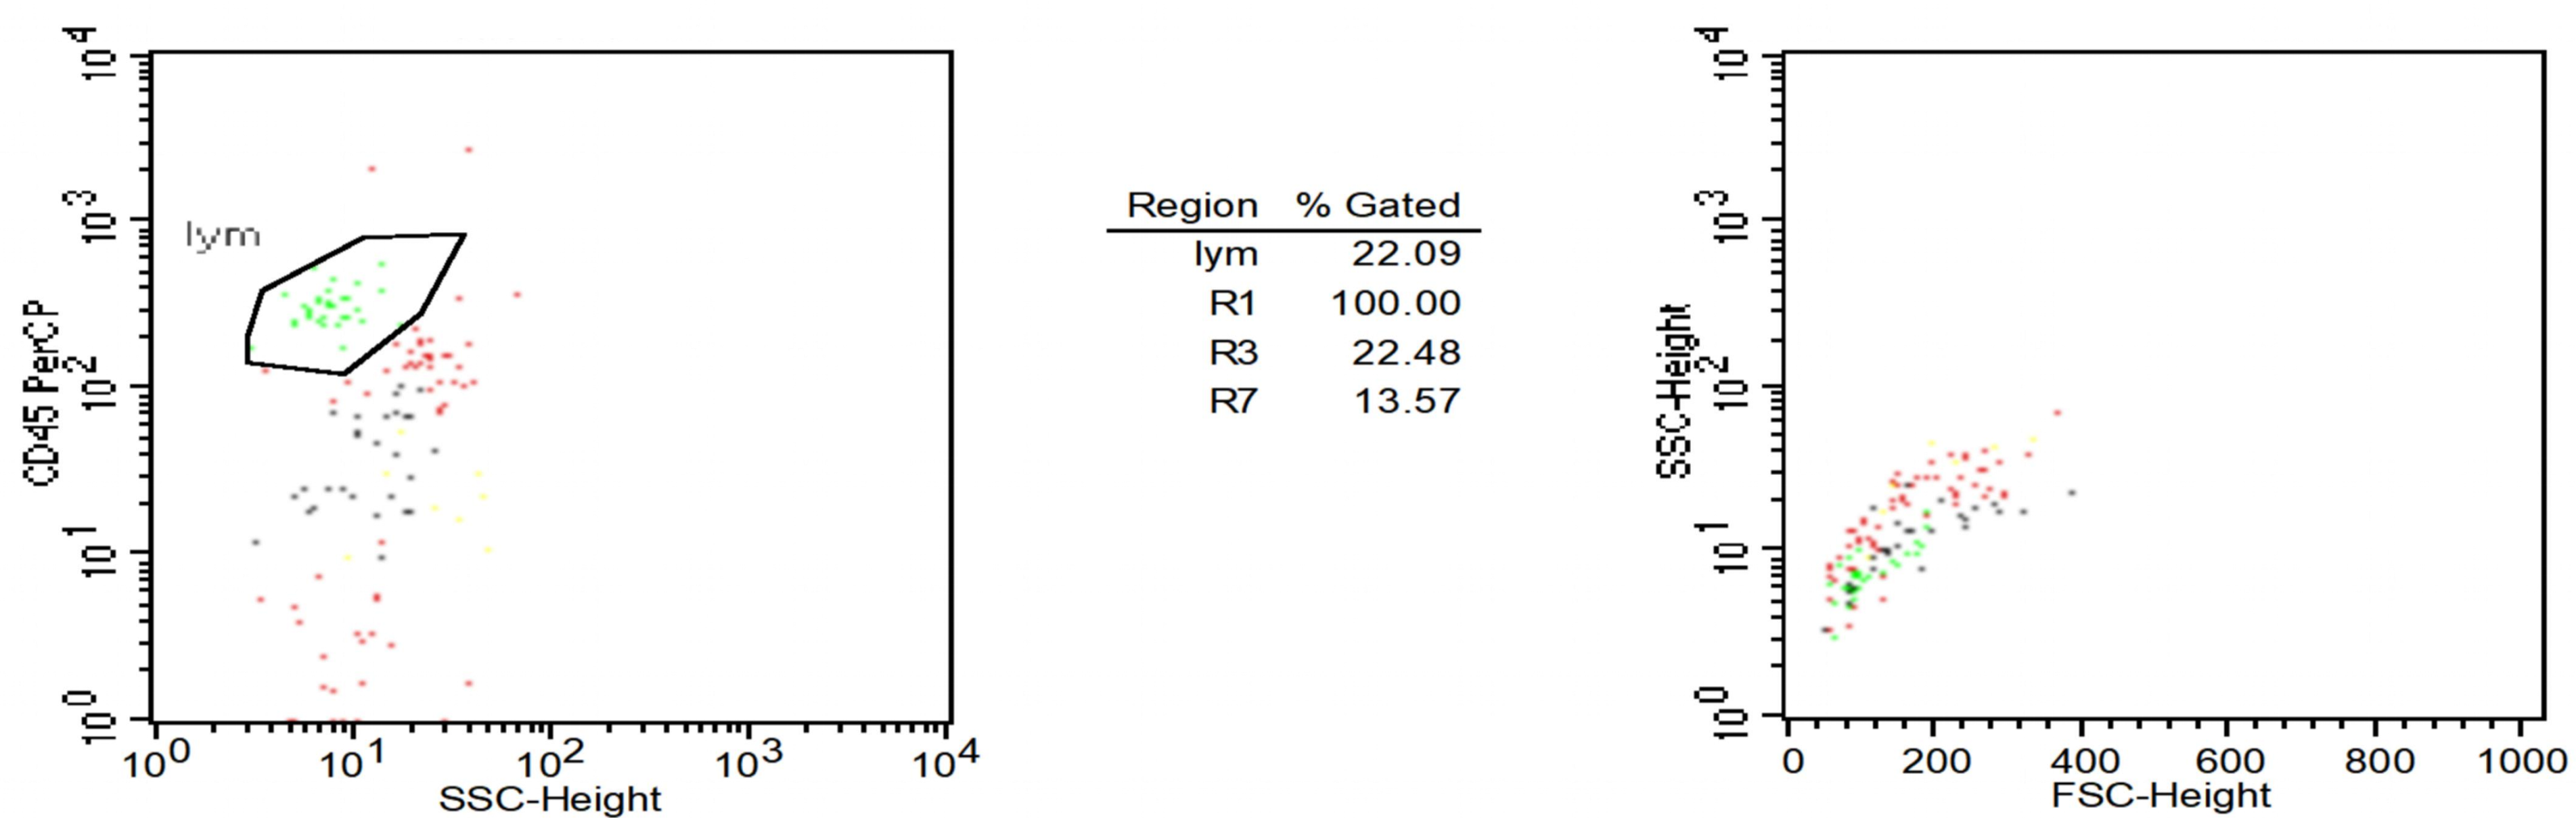 10^4
10^3
10^2
10^1
10^0
CD45 PerCP
lym
10^0 10^1 10^2 10^3 10^4
SSC-Height
Region % Gated
lym 22.09
R1 100.00
R3 22.48
R7 13.57
10^4
10^3
10^2
10^1
10^0
SSC-Height
0 200 400 600 800 1000
FSC-Height